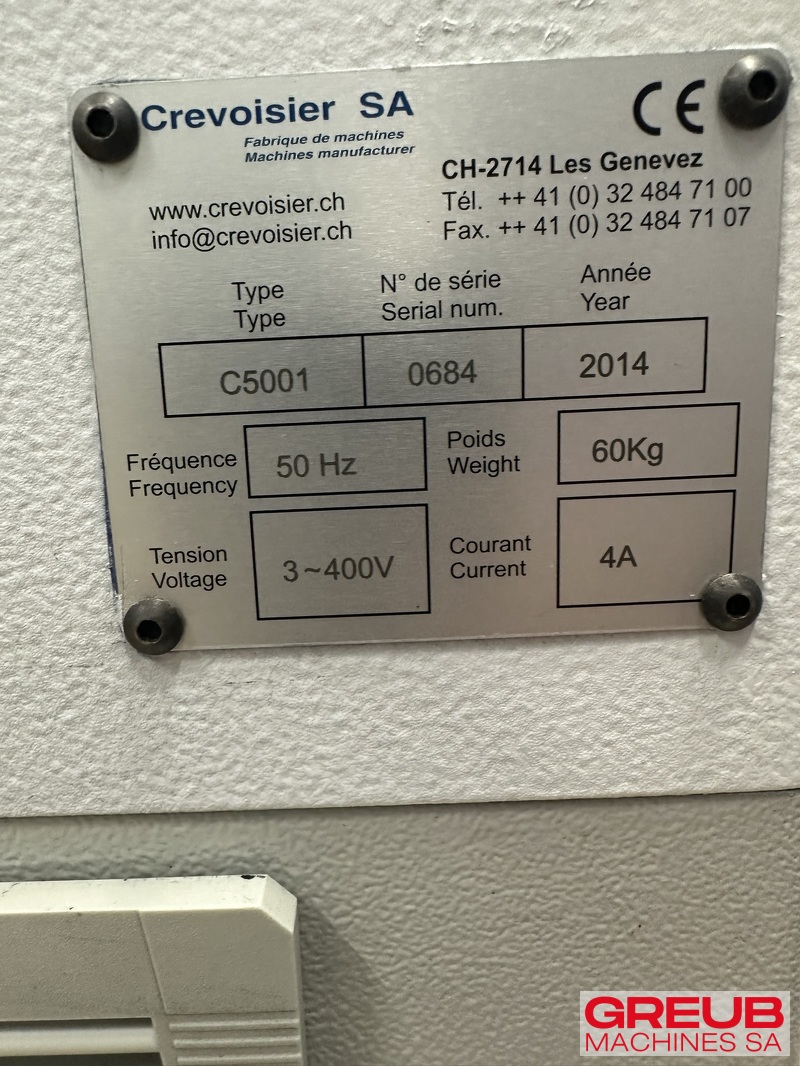 Crevoisier SA
Fabrique de machines
Machines manufacturer
CE
CH-2714 Les Genevez
Tél. ++ 41 (0) 32 484 71 00
Fax. ++ 41 (0) 32 484 71 07
www.crevoisier.ch
info@crevoisier.ch
Type
Type
N° de série
Serial num.
Année
Year
C5001
0684
2014
Fréquence
Frequency
50 Hz
Poids
Weight
60Kg
Tension
Voltage
3~400V
Courant
Current
4A
GREUB
MACHINES SA